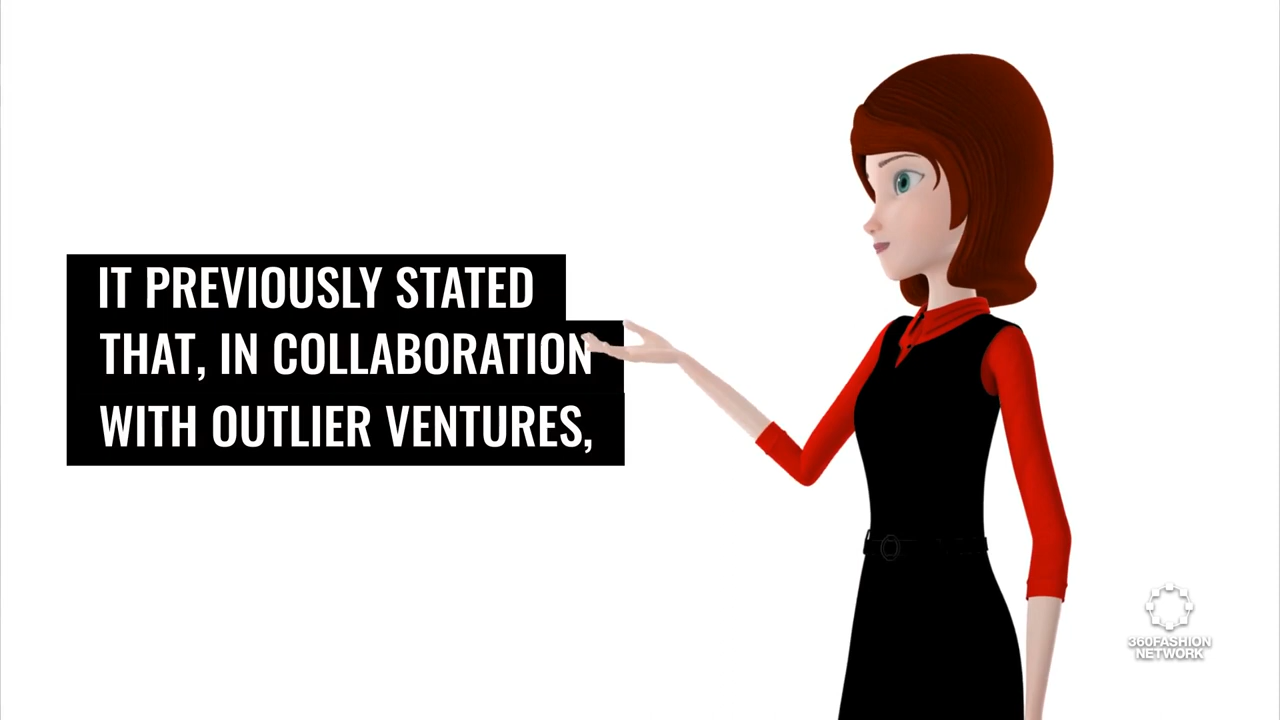 IT PREVIOUSLY STATED
THAT, IN COLLABORATION
WITH OUTLIER VENTURES,
360FASHION
NETWORK